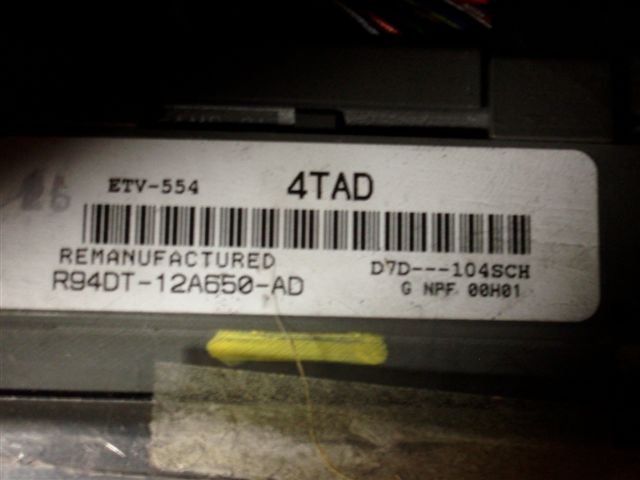 ETV-554 4TAD
REMANUFACTURED D7D---104SCH
R94DT-12A650-AD G NPF 00H01